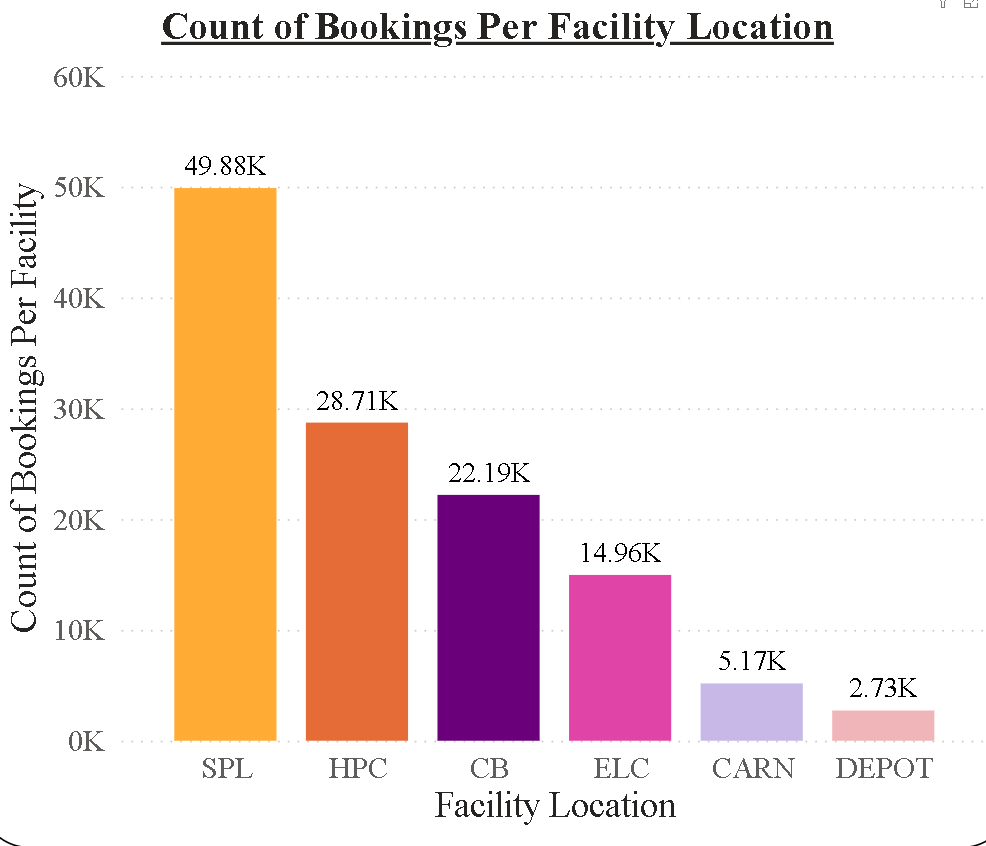 Count of Bookings Per Facility Location
Count of Bookings Per Facility
60K
50K
40K
30K
20K
10K
0K
49.88K
28.71K
22.19K
14.96K
5.17K
2.73K
SPL
HPC
CB
ELC
CARN
DEPOT
Facility Location